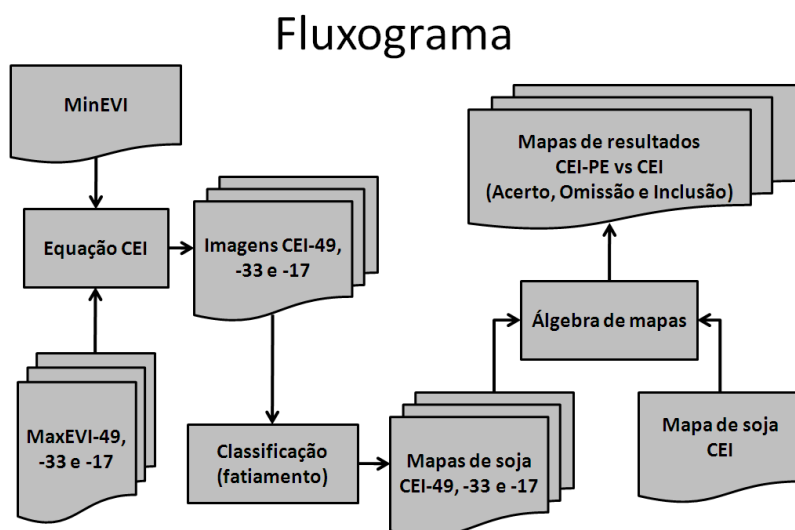 Fluxograma
MinEVI
Mapas de resultados
CEI-PE vs CEI
(Acerto, Omissão e Inclusão)
Equação CEI
Imagens CEI-49,
-33 e -17
Álgebra de mapas
MaxEVI-49,
-33 e -17
Classificação
(fatiamento)
Mapas de soja
CEI-49, -33 e -17
Mapa de soja
CEI